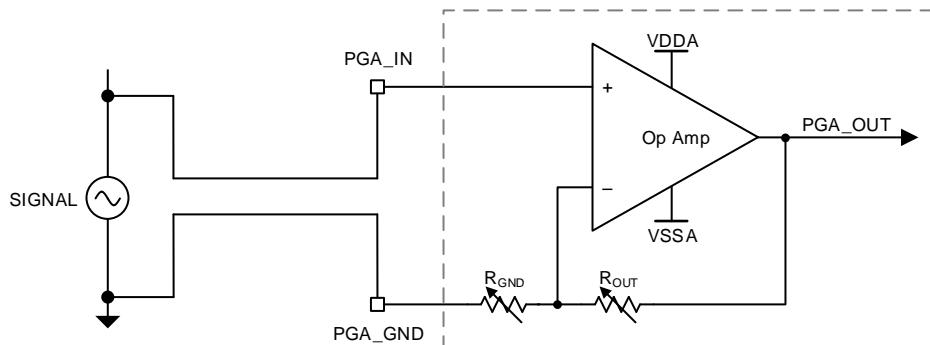 VDDA
PGA_IN
+
Op Amp
PGA_OUT
SIGNAL
−
VSSA
RGND
ROUT
PGA_GND